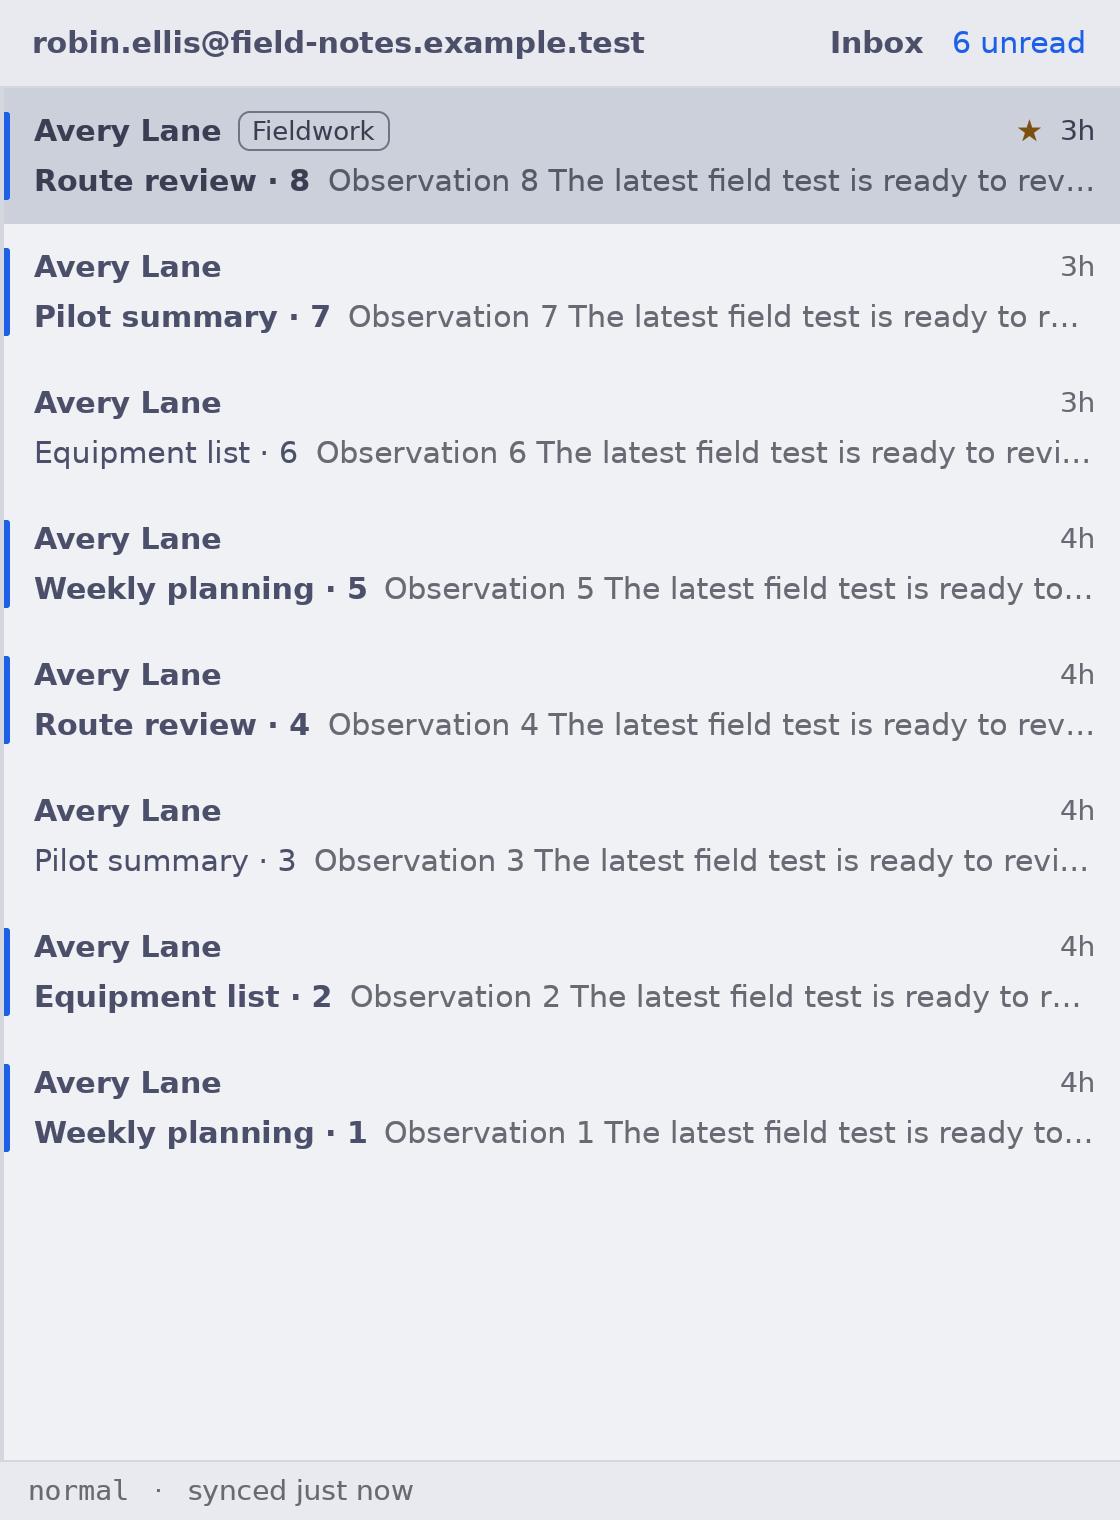 robin.ellis@field-notes.example.test Inbox 6 unread
Avery Lane Fieldwork ★ 3h
Route review · 8 Observation 8 The latest field test is ready to rev…
Avery Lane 3h
Pilot summary · 7 Observation 7 The latest field test is ready to r…
Avery Lane 3h
Equipment list · 6 Observation 6 The latest field test is ready to revi…
Avery Lane 4h
Weekly planning · 5 Observation 5 The latest field test is ready to…
Avery Lane 4h
Route review · 4 Observation 4 The latest field test is ready to rev…
Avery Lane 4h
Pilot summary · 3 Observation 3 The latest field test is ready to revi…
Avery Lane 4h
Equipment list · 2 Observation 2 The latest field test is ready to r…
Avery Lane 4h
Weekly planning · 1 Observation 1 The latest field test is ready to…
normal · synced just now